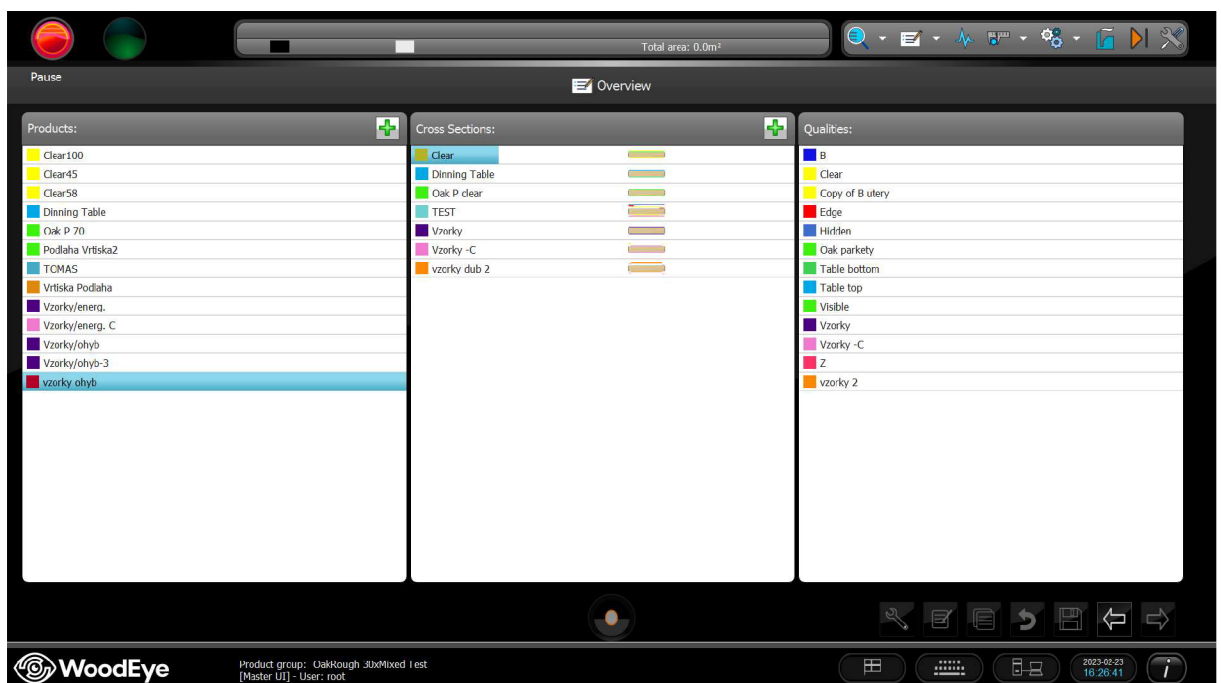 Total area: 0.0m²
Pause
Overview
Products:
Cross Sections:
Qualities:
Clear100
Clear45
Clear58
Dinning Table
Oak P 70
Podlaha Vrtiska2
TOMAS
Vrtiska Podlaha
Vzorky/energ.
Vzorky/energ. C
Vzorky/ohyb
Vzorky/ohyb-3
vzorky ohyb
Clear
Dinning Table
Oak P clear
TEST
Vzorky
Vzorky -C
vzorky dub 2
B
Clear
Copy of B utery
Edge
Hidden
Oak parkety
Table bottom
Table top
Visible
Vzorky
Vzorky -C
Z
vzorky 2
WoodEye
Product group: OakRough 30xMixed Test
[Master UI] - User: root
2023-02-23
16:26:41
i